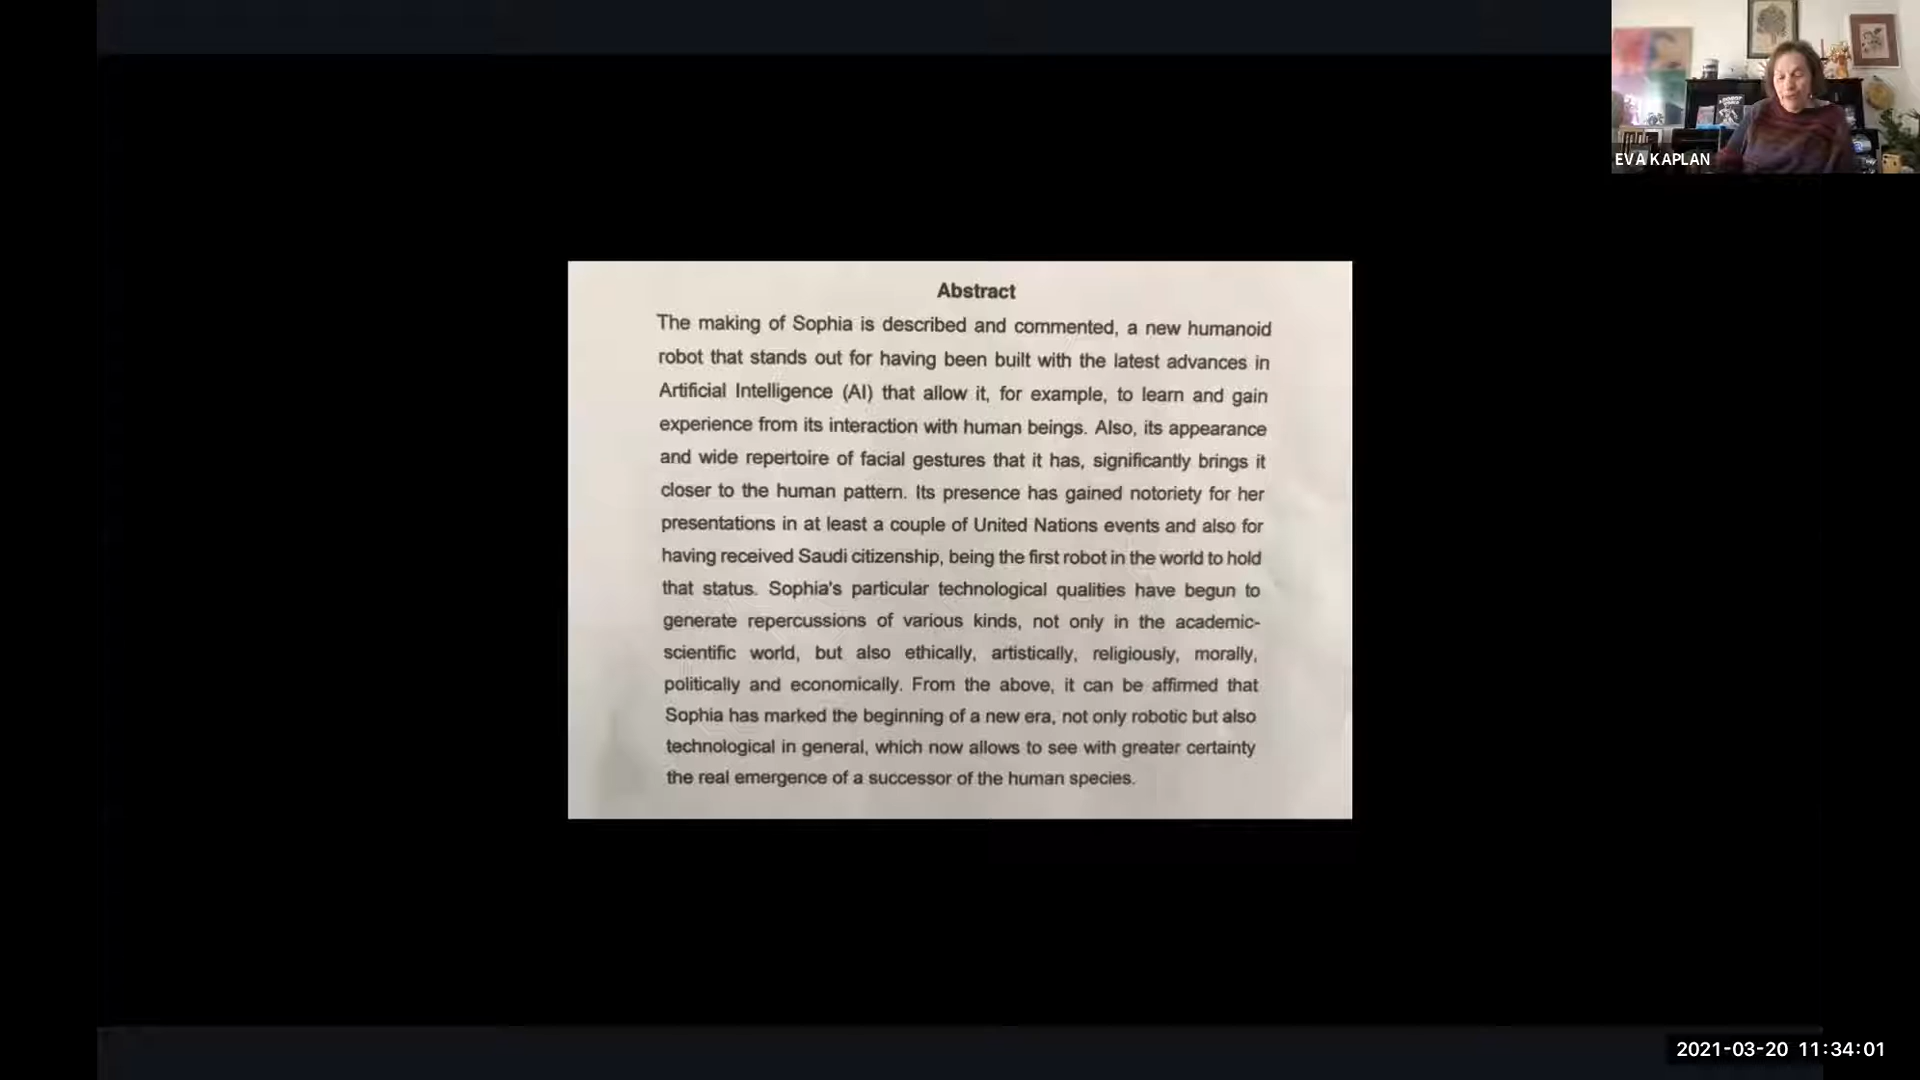 EVA KAPLAN
Abstract
The making of Sophia is described and commented, a new humanoid
robot that stands out for having been built with the latest advances in
Artificial Intelligence (AI) that allow it, for example, to learn and gain
experience from its interaction with human beings. Also, its appearance
and wide repertoire of facial gestures that it has, significantly brings it
closer to the human pattern. Its presence has gained notoriety for her
presentations in at least a couple of United Nations events and also for
having received Saudi citizenship, being the first robot in the world to hold
that status. Sophia's particular technological qualities have begun to
generate repercussions of various kinds, not only in the academic-
scientific world, but also ethically, artistically, religiously, morally,
politically and economically. From the above, it can be affirmed that
Sophia has marked the beginning of a new era, not only robotic but also
technological in general, which now allows to see with greater certainty
the real emergence of a successor of the human species.
2021-03-20 11:34:01